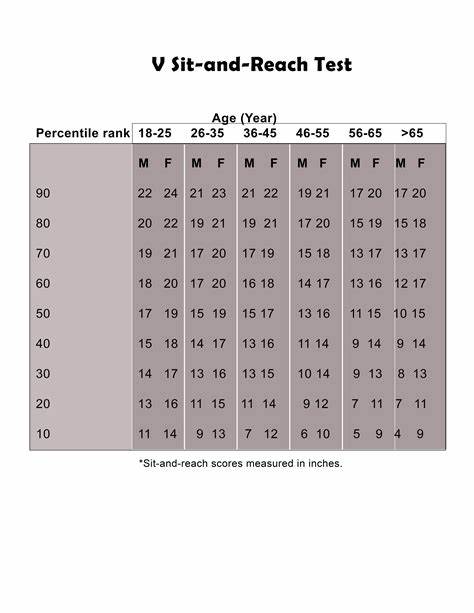 V Sit-and-Reach Test
Age (Year)
Percentile rank 18-25 26-35 36-45 46-55 56-65 >65
M F M F M F M F M F M F
90 22 24 21 23 21 22 19 21 17 20 17 20
80 20 22 19 21 19 21 17 20 15 19 15 18
70 19 21 17 20 17 19 15 18 13 17 13 17
60 18 20 17 20 16 18 14 17 13 16 12 17
50 17 19 15 19 15 17 13 16 11 15 10 15
40 15 18 14 17 13 16 11 14 9 14 9 14
30 14 17 13 16 13 15 10 14 9 13 8 13
20 13 16 11 15 11 14 9 12 7 11 7 11
10 11 14 9 13 7 12 6 10 5 9 4 9
*Sit-and-reach scores measured in inches.